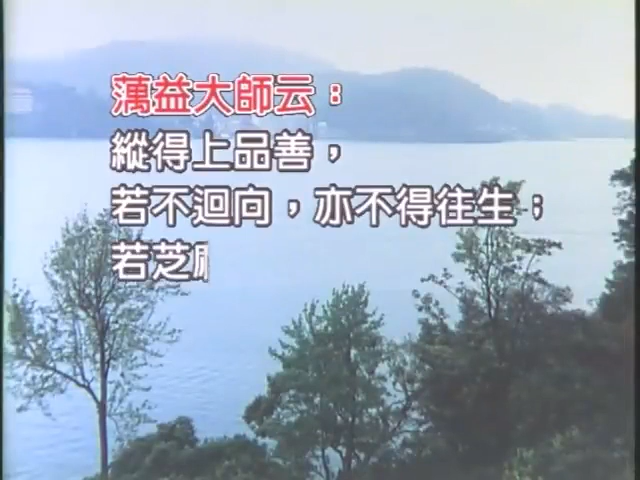 蕅益大師云：
縱得上品善，
若不迴向，亦不得往生；
若芝